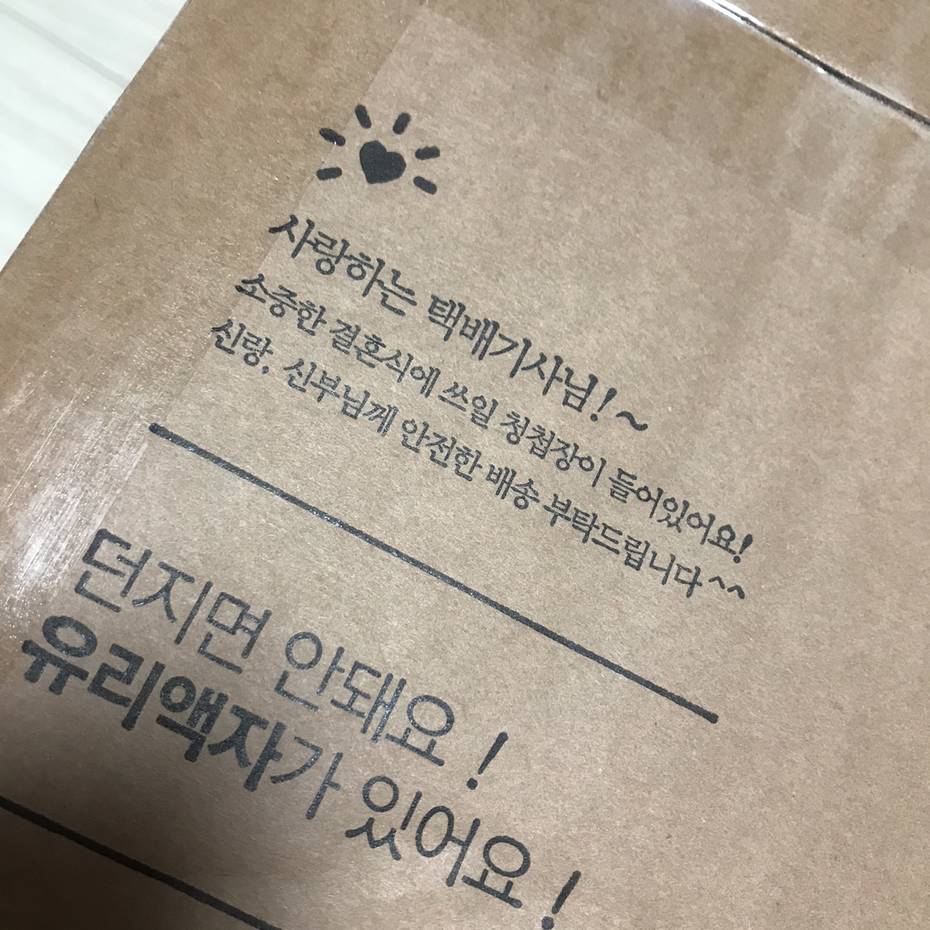 사랑하는 택배기사님!~
소중한 결혼식에 쓰일 청첩장이 들어있어요!
신랑, 신부님께 안전한 배송 부탁드립니다 ^^
던지면 안돼요 !
유리액자가 있어요 !